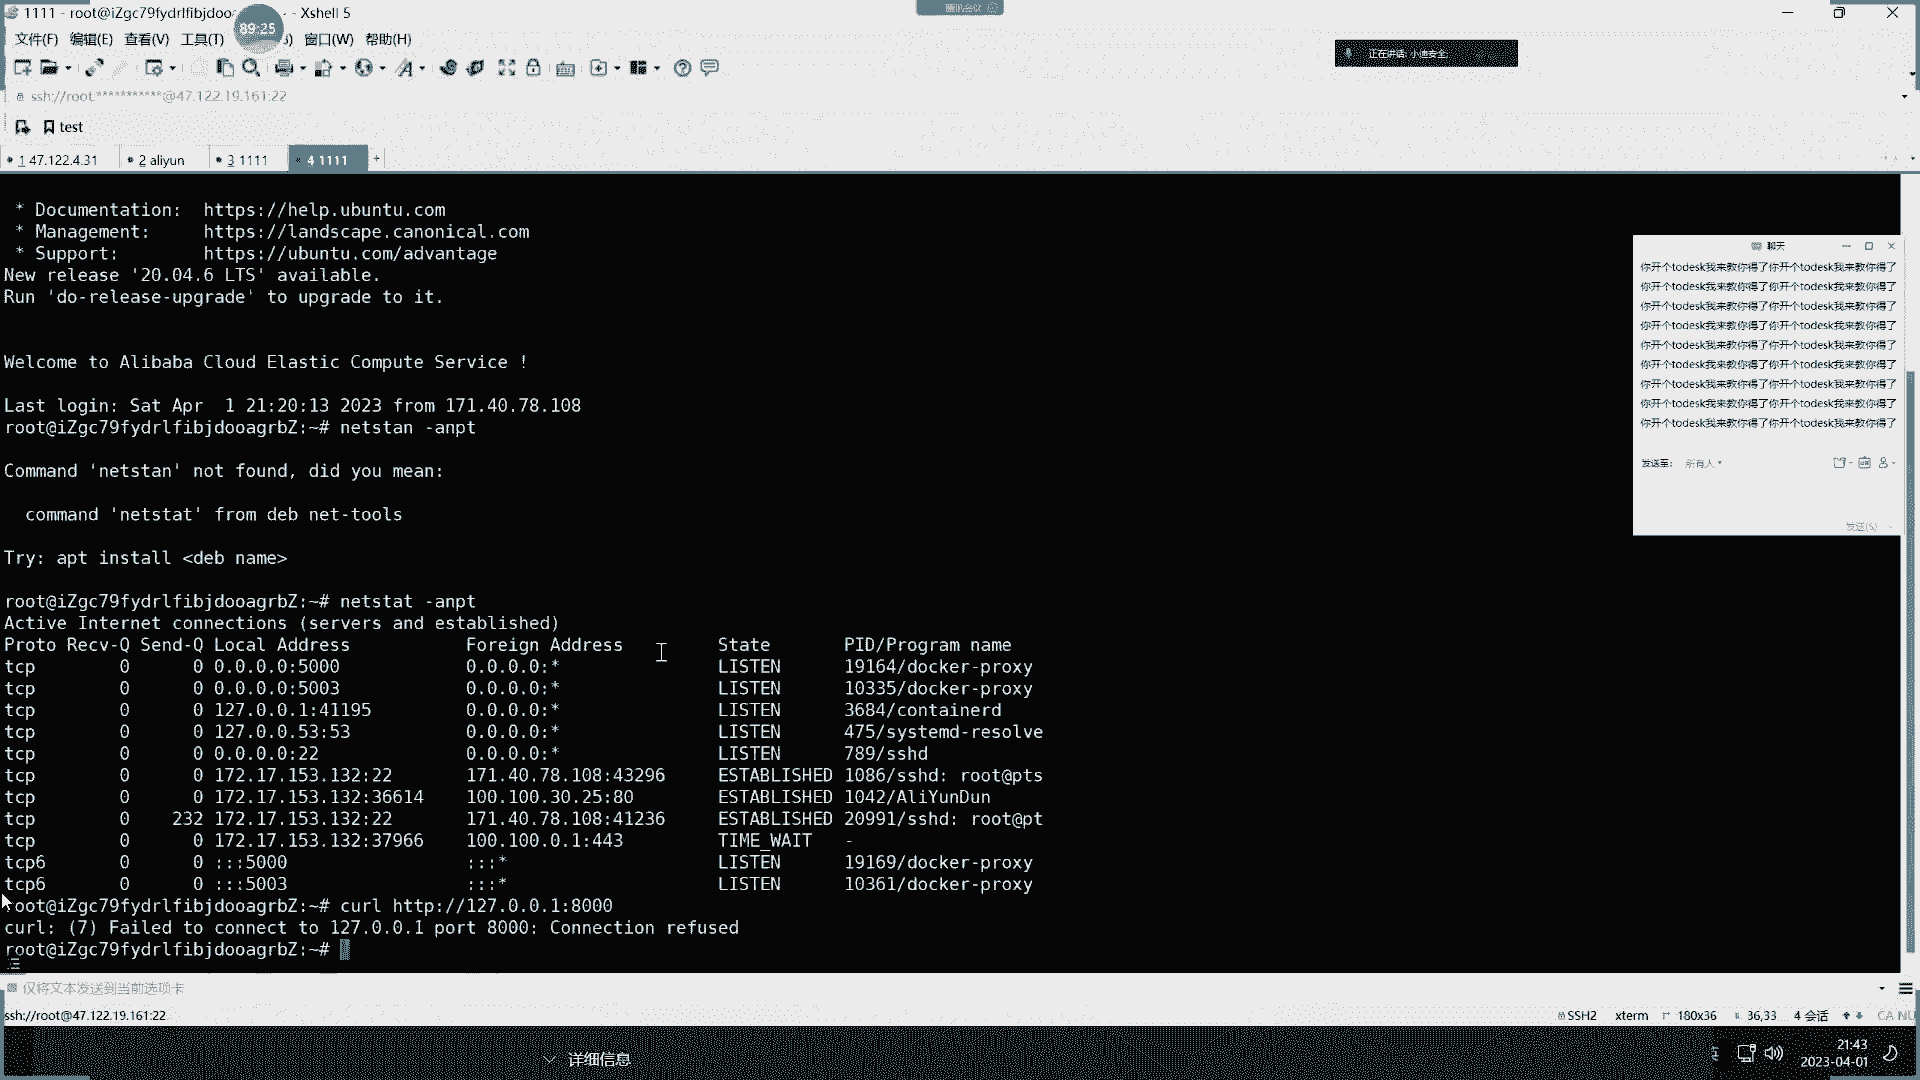 1111 - root@iZgc79fydrlfibjdoo
- Xshell 5
89:25
正在讲话: 小迪安全
文件(F) 编辑(E) 查看(V) 工具(T) 窗口(W) 帮助(H)
ssh://root:***********@47.122.19.161:22
test
1 47.122.4.31 2 aliyun 3 1111 4 1111 +
* Documentation: https://help.ubuntu.com
* Management: https://landscape.canonical.com
* Support: https://ubuntu.com/advantage
New release '20.04.6 LTS' available.
Run 'do-release-upgrade' to upgrade to it.
Welcome to Alibaba Cloud Elastic Compute Service !
Last login: Sat Apr  1 21:20:13 2023 from 171.40.78.108
root@iZgc79fydrlfibjdooagrbZ:~# netstan -anpt
Command 'netstan' not found, did you mean:
command 'netstat' from deb net-tools
Try: apt install <deb name>
root@iZgc79fydrlfibjdooagrbZ:~# netstat -anpt
Active Internet connections (servers and established)
Proto Recv-Q Send-Q Local Address Foreign Address State PID/Program name
tcp 0 0 0.0.0.0:5000 0.0.0.0:* LISTEN 19164/docker-proxy
tcp 0 0 0.0.0.0:5003 0.0.0.0:* LISTEN 10335/docker-proxy
tcp 0 0 127.0.0.1:41195 0.0.0.0:* LISTEN 3684/containerd
tcp 0 0 127.0.0.53:53 0.0.0.0:* LISTEN 475/systemd-resolve
tcp 0 0 0.0.0.0:22 0.0.0.0:* LISTEN 789/sshd
tcp 0 0 172.17.153.132:22 171.40.78.108:43296 ESTABLISHED 1086/sshd: root@pts
tcp 0 0 172.17.153.132:36614 100.100.30.25:80 ESTABLISHED 1042/AliYunDun
tcp 0 232 172.17.153.132:22 171.40.78.108:41236 ESTABLISHED 20991/sshd: root@pt
tcp 0 0 172.17.153.132:37966 100.100.0.1:443 TIME_WAIT -
tcp6 0 0 :::5000 :::* LISTEN 19169/docker-proxy
tcp6 0 0 :::5003 :::* LISTEN 10361/docker-proxy
root@iZgc79fydrlfibjdooagrbZ:~# curl http://127.0.0.1:8000
curl: (7) Failed to connect to 127.0.0.1 port 8000: Connection refused
root@iZgc79fydrlfibjdooagrbZ:~#
聊天
你开个todesk我来教你得了你开个todesk我来教你得了
你开个todesk我来教你得了你开个todesk我来教你得了
你开个todesk我来教你得了你开个todesk我来教你得了
你开个todesk我来教你得了你开个todesk我来教你得了
你开个todesk我来教你得了你开个todesk我来教你得了
你开个todesk我来教你得了你开个todesk我来教你得了
你开个todesk我来教你得了你开个todesk我来教你得了
你开个todesk我来教你得了你开个todesk我来教你得了
你开个todesk我来教你得了你开个todesk我来教你得了
发送至: 所有人
发送(S)
仅将文本发送到当前选项卡
ssh://root@47.122.19.161:22
SSH2 xterm 180x36 36,33 4 会话 CA NU
详细信息
21:43
2023-04-01